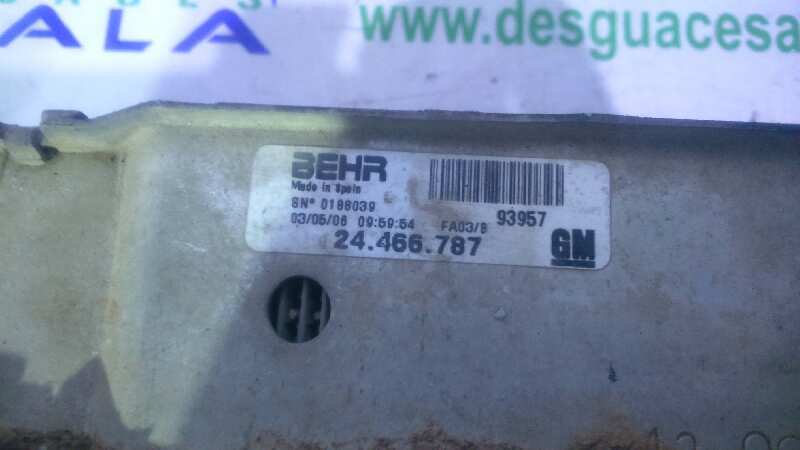 ALA
www.desguacesa
BEHR
Made in Spain
SN° 0188039
03/05/06 09:59:54 FA03/B 93957
24.466.787
GM